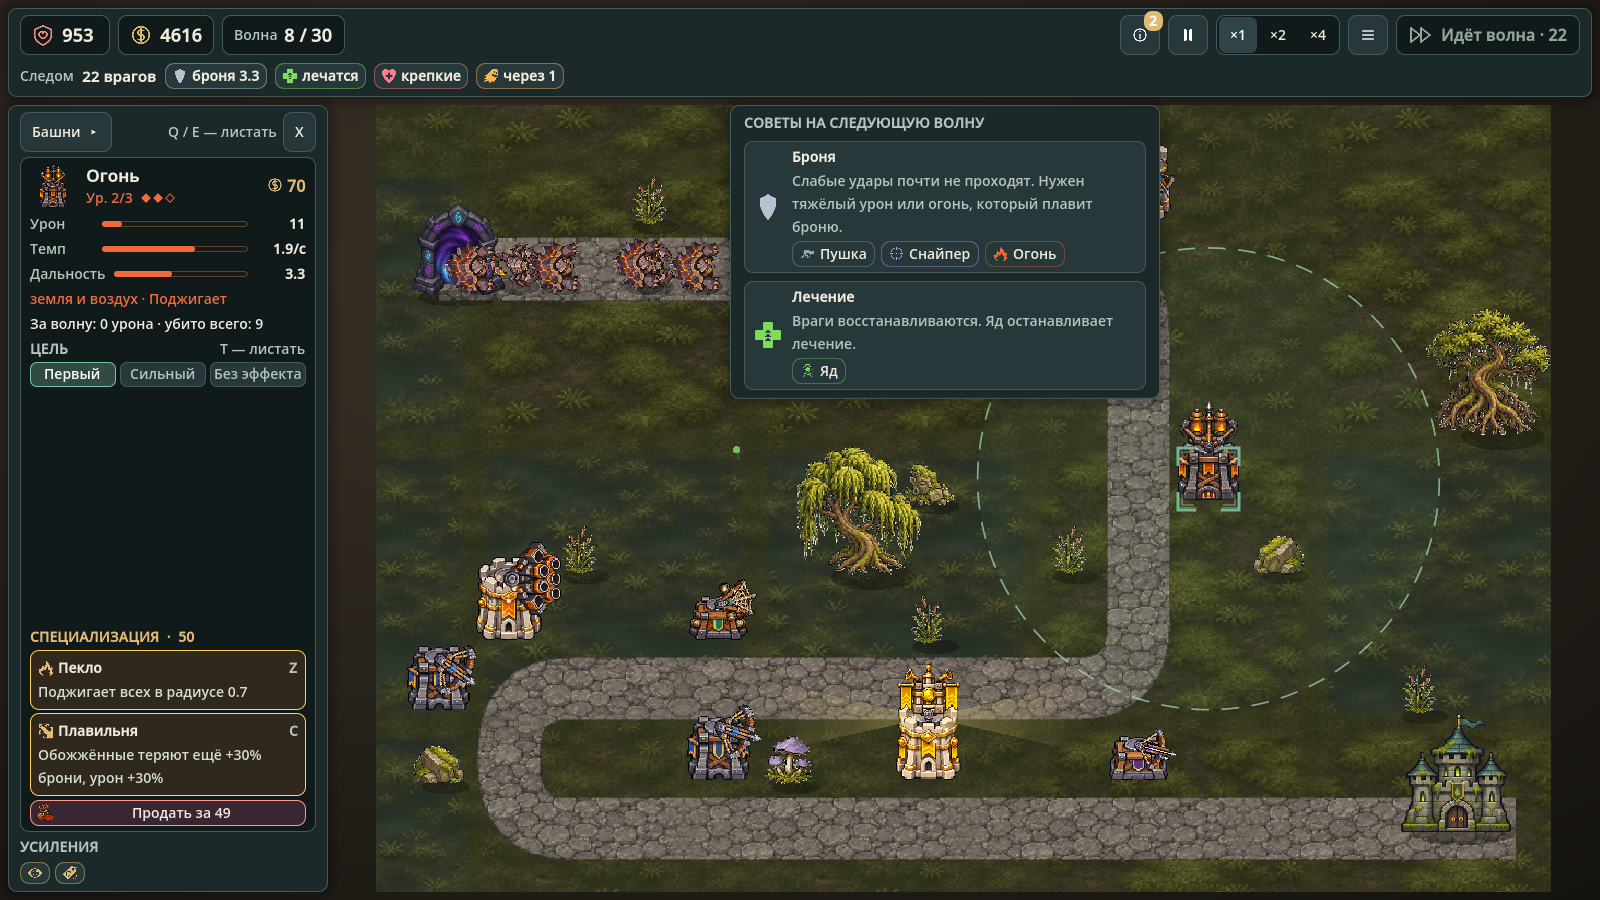 953
4616
Волна 8 / 30
2
×1
×2
×4
Идёт волна · 22
Следом 22 врагов
броня 3.3
лечатся
крепкие
через 1
Башни
Q / E — листать
X
Огонь
Ур. 2/3
70
Урон 11
Темп 1.9/с
Дальность 3.3
земля и воздух · Поджигает
За волну: 0 урона · убито всего: 9
ЦЕЛЬ
T — листать
Первый
Сильный
Без эффекта
СПЕЦИАЛИЗАЦИЯ · 50
Пекло Z
Поджигает всех в радиусе 0.7
Плавильня C
Обожжённые теряют ещё +30%
брони, урон +30%
Продать за 49
УСИЛЕНИЯ
СОВЕТЫ НА СЛЕДУЮЩУЮ ВОЛНУ
Броня
Слабые удары почти не проходят. Нужен
тяжёлый урон или огонь, который плавит
броню.
Пушка
Снайпер
Огонь
Лечение
Враги восстанавливаются. Яд останавливает
лечение.
Яд